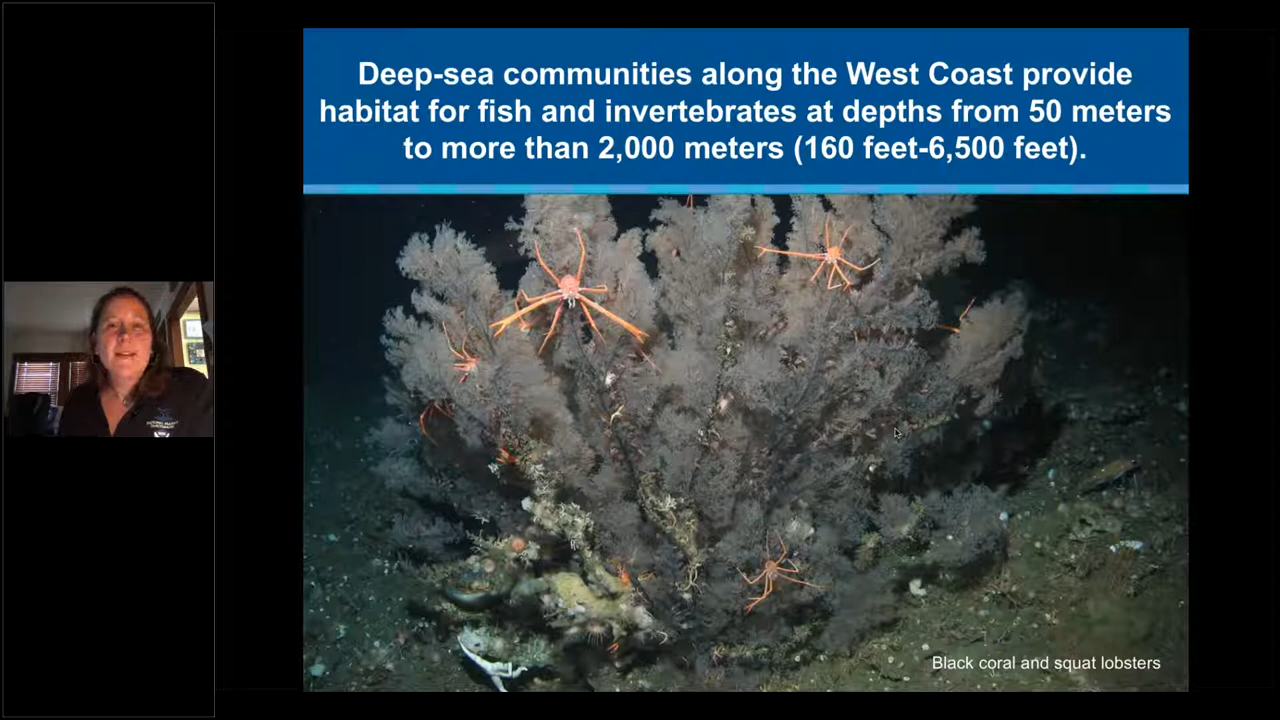 Deep-sea communities along the West Coast provide
habitat for fish and invertebrates at depths from 50 meters
to more than 2,000 meters (160 feet-6,500 feet).
Black coral and squat lobsters